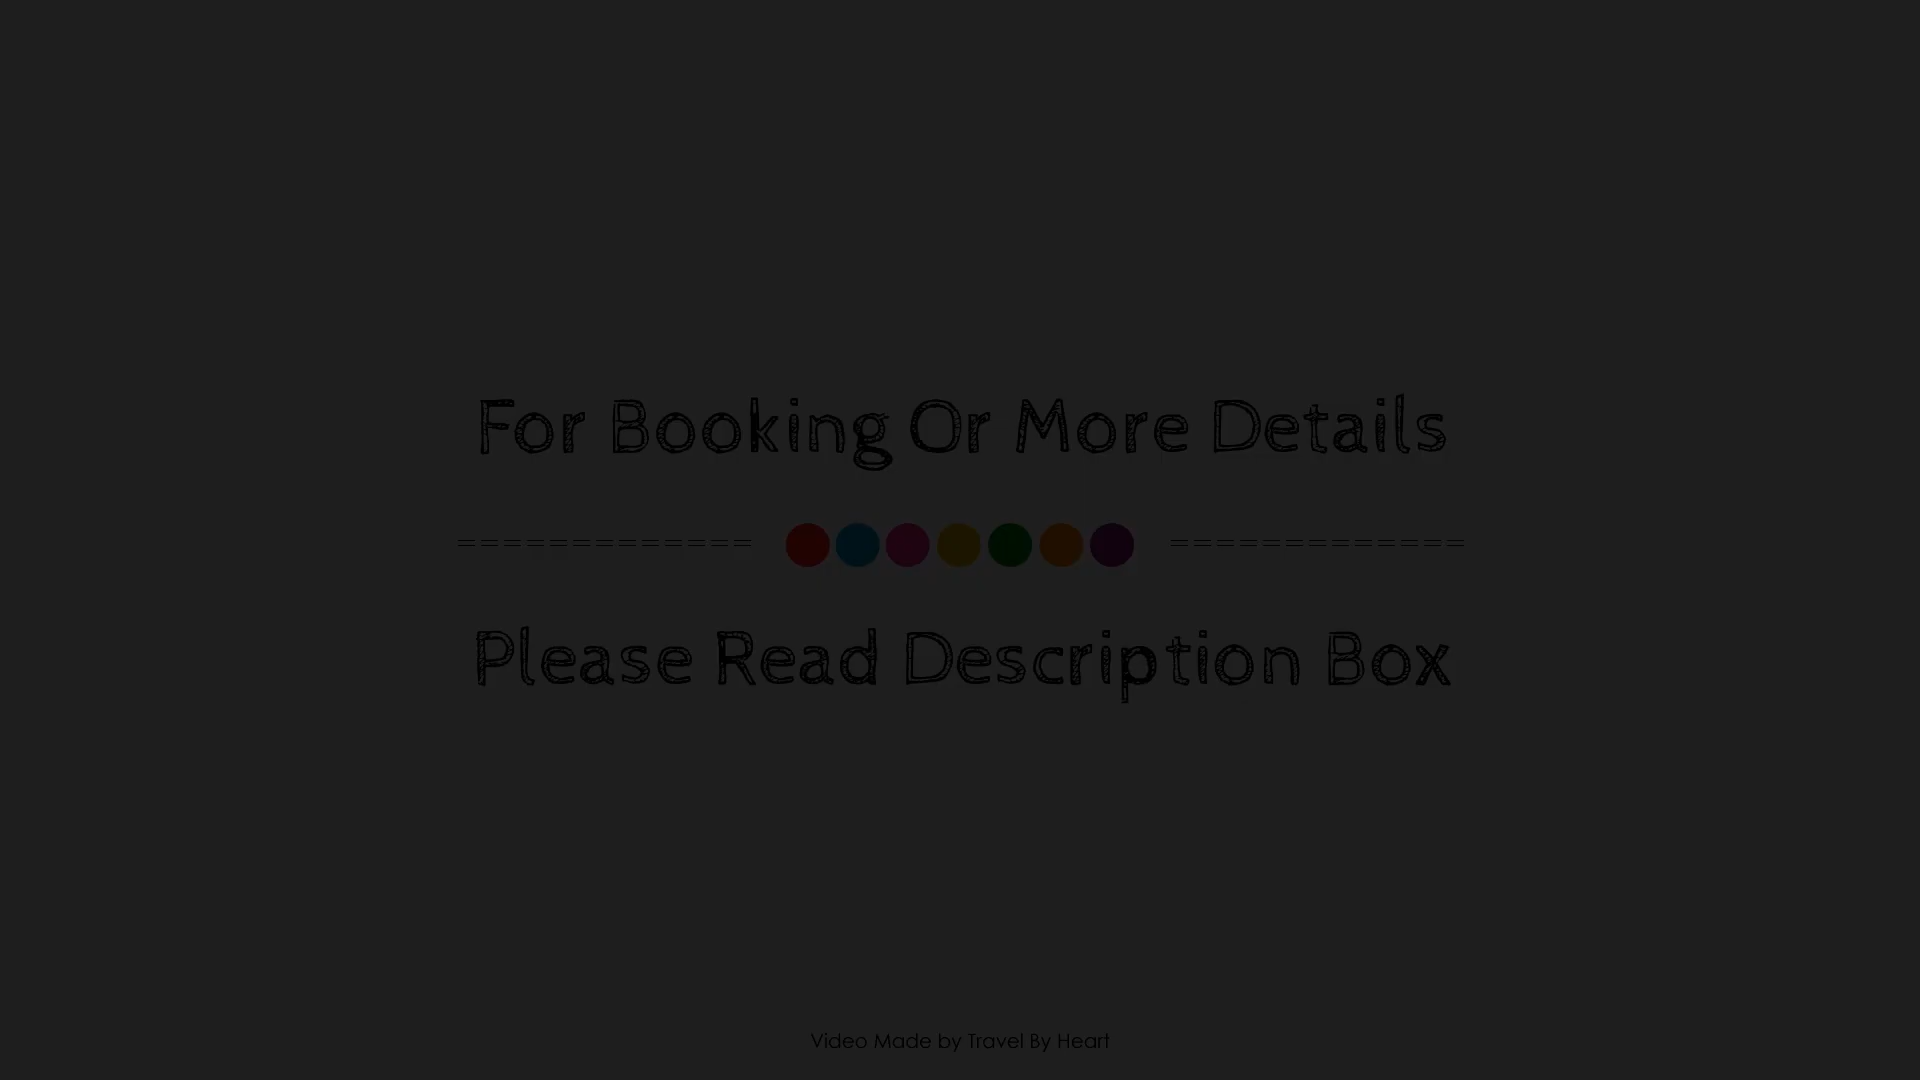 For Booking Or More Details
============= =============
Please Read Description Box
Video Made by Travel By Heart